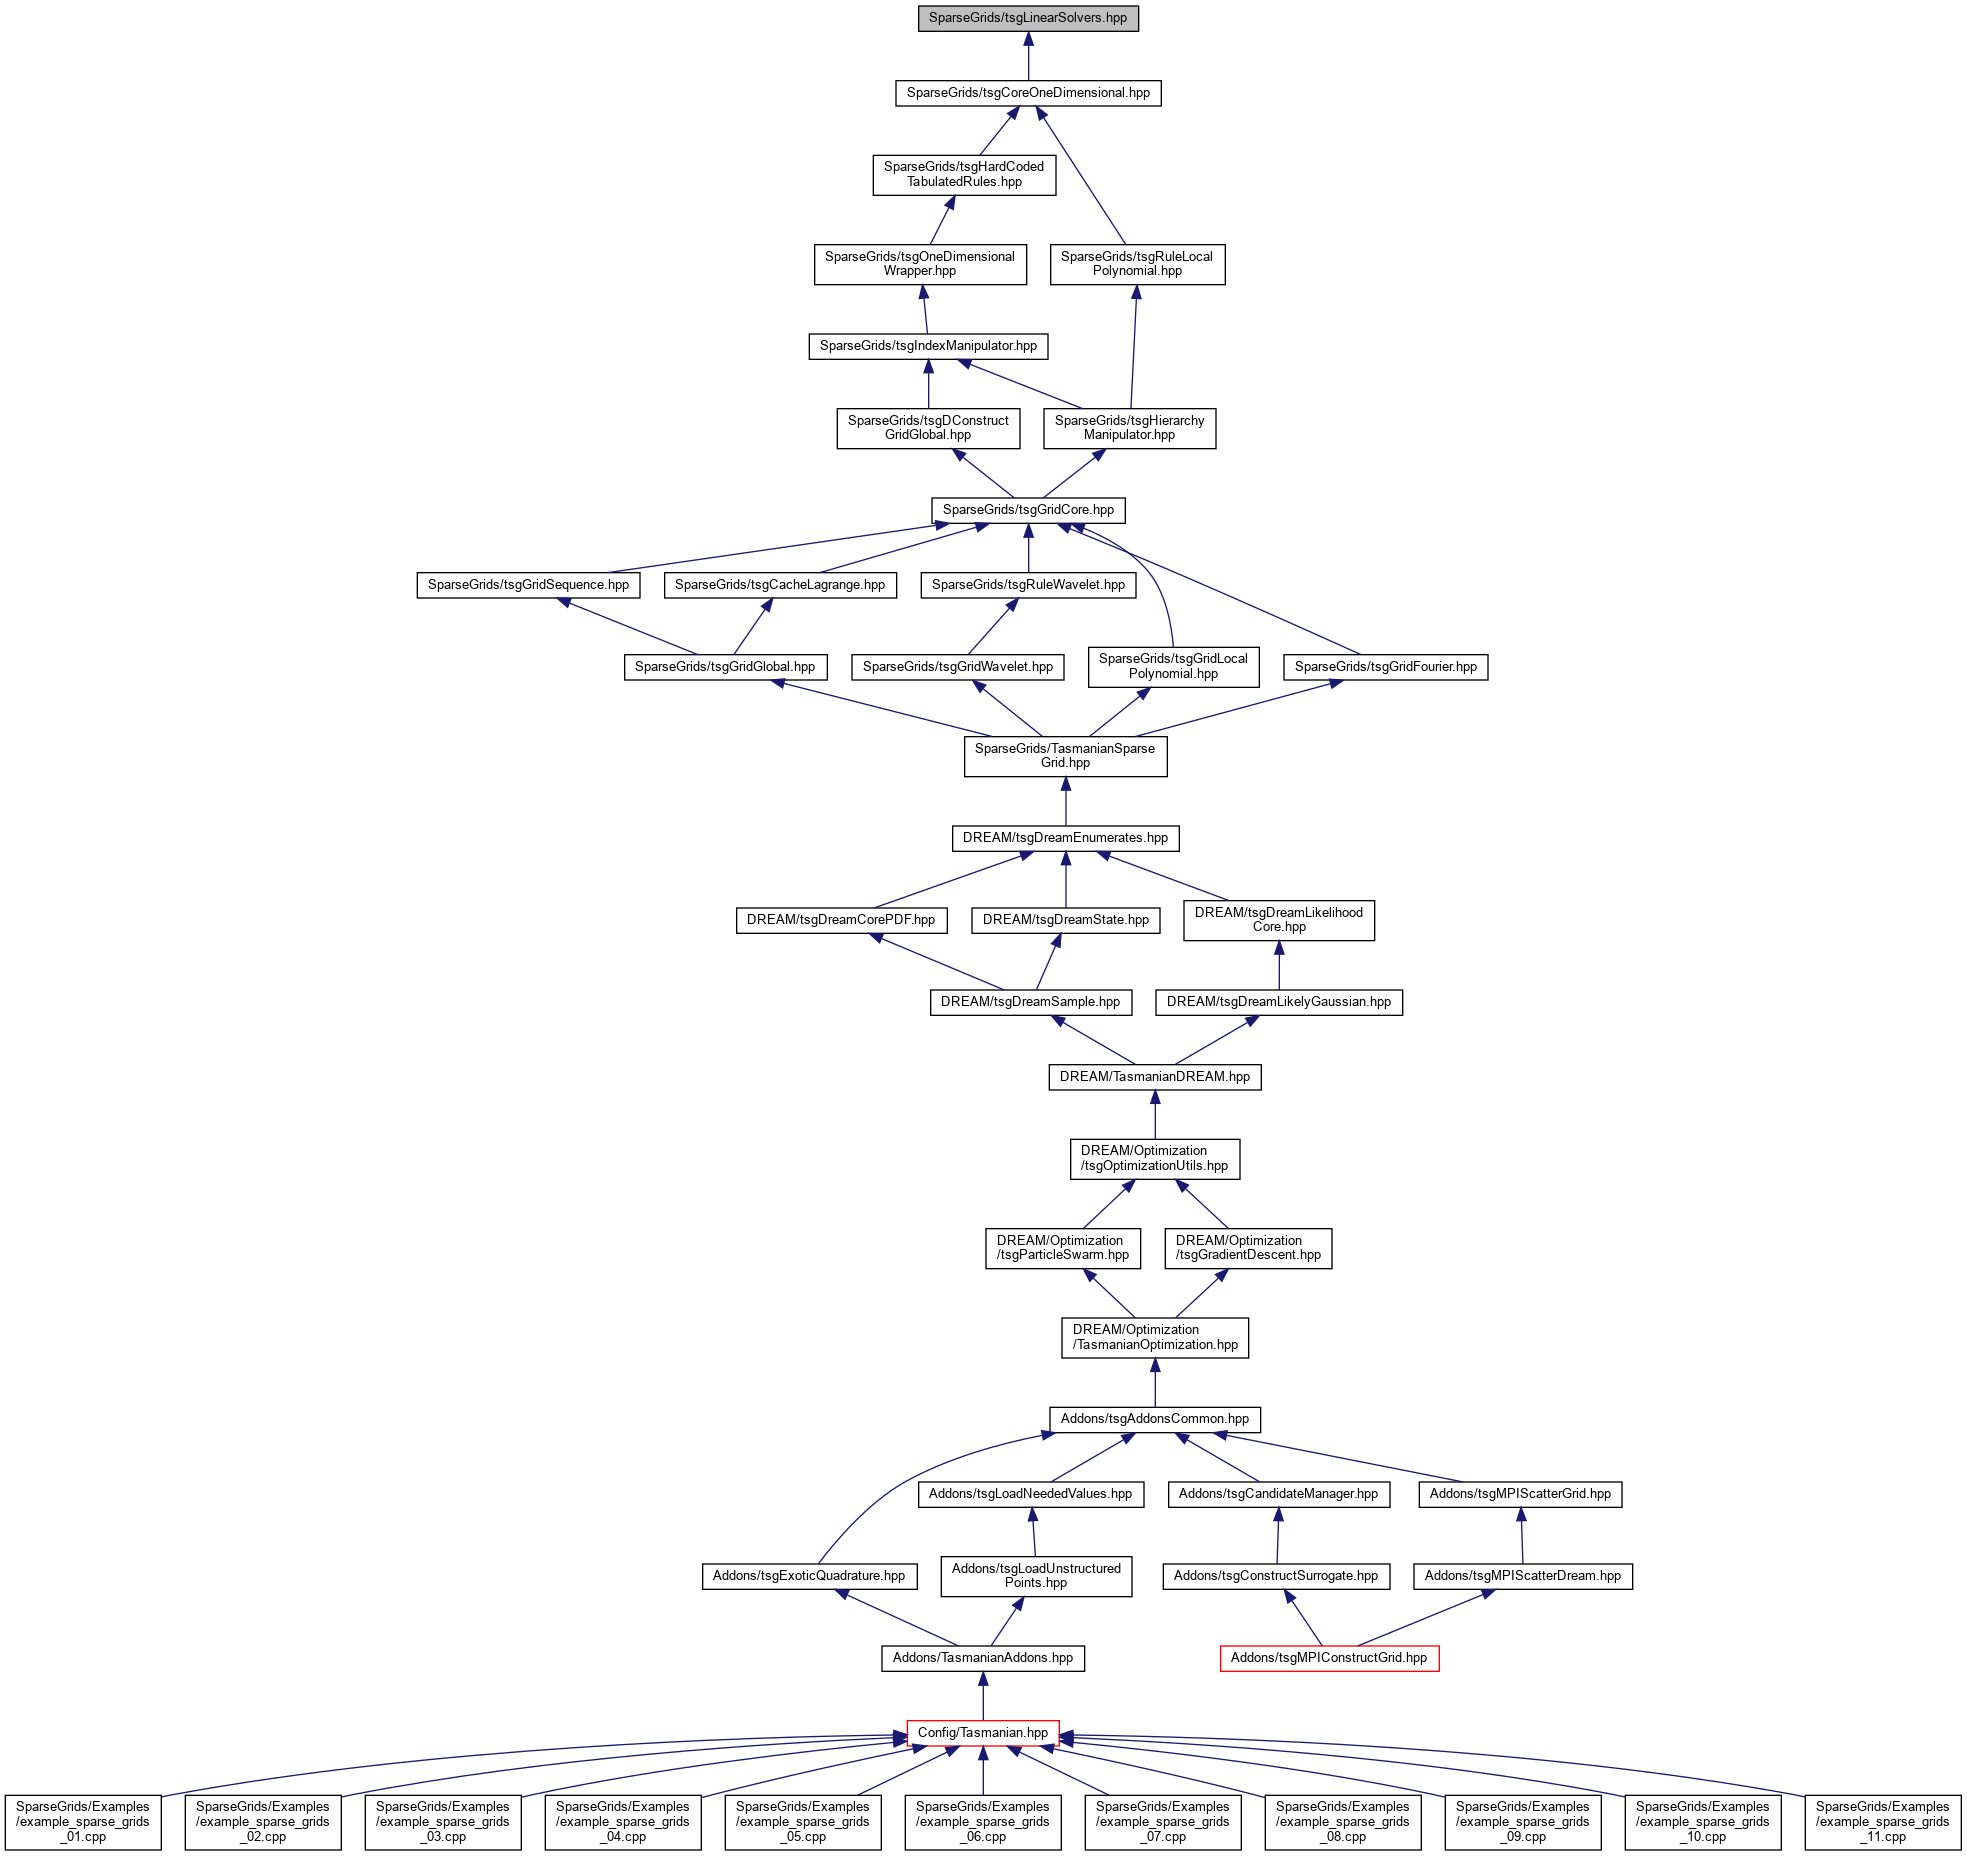 SparseGrids/tsgLinearSolvers.hpp
SparseGrids/tsgCoreOneDimensional.hpp
SparseGrids/tsgHardCoded
TabulatedRules.hpp
SparseGrids/tsgOneDimensional
Wrapper.hpp
SparseGrids/tsgRuleLocal
Polynomial.hpp
SparseGrids/tsgIndexManipulator.hpp
SparseGrids/tsgDConstruct
GridGlobal.hpp
SparseGrids/tsgHierarchy
Manipulator.hpp
SparseGrids/tsgGridCore.hpp
SparseGrids/tsgGridSequence.hpp
SparseGrids/tsgCacheLagrange.hpp
SparseGrids/tsgRuleWavelet.hpp
SparseGrids/tsgGridGlobal.hpp
SparseGrids/tsgGridWavelet.hpp
SparseGrids/tsgGridLocal
Polynomial.hpp
SparseGrids/tsgGridFourier.hpp
SparseGrids/TasmanianSparse
Grid.hpp
DREAM/tsgDreamEnumerates.hpp
DREAM/tsgDreamCorePDF.hpp
DREAM/tsgDreamState.hpp
DREAM/tsgDreamLikelihood
Core.hpp
DREAM/tsgDreamSample.hpp
DREAM/tsgDreamLikelyGaussian.hpp
DREAM/TasmanianDREAM.hpp
DREAM/Optimization
/tsgOptimizationUtils.hpp
DREAM/Optimization
/tsgParticleSwarm.hpp
DREAM/Optimization
/tsgGradientDescent.hpp
DREAM/Optimization
/TasmanianOptimization.hpp
Addons/tsgAddonsCommon.hpp
Addons/tsgLoadNeededValues.hpp
Addons/tsgCandidateManager.hpp
Addons/tsgMPIScatterGrid.hpp
Addons/tsgExoticQuadrature.hpp
Addons/tsgLoadUnstructured
Points.hpp
Addons/tsgConstructSurrogate.hpp
Addons/tsgMPIScatterDream.hpp
Addons/TasmanianAddons.hpp
Addons/tsgMPIConstructGrid.hpp
Config/Tasmanian.hpp
SparseGrids/Examples
/example_sparse_grids
_01.cpp
SparseGrids/Examples
/example_sparse_grids
_02.cpp
SparseGrids/Examples
/example_sparse_grids
_03.cpp
SparseGrids/Examples
/example_sparse_grids
_04.cpp
SparseGrids/Examples
/example_sparse_grids
_05.cpp
SparseGrids/Examples
/example_sparse_grids
_06.cpp
SparseGrids/Examples
/example_sparse_grids
_07.cpp
SparseGrids/Examples
/example_sparse_grids
_08.cpp
SparseGrids/Examples
/example_sparse_grids
_09.cpp
SparseGrids/Examples
/example_sparse_grids
_10.cpp
SparseGrids/Examples
/example_sparse_grids
_11.cpp